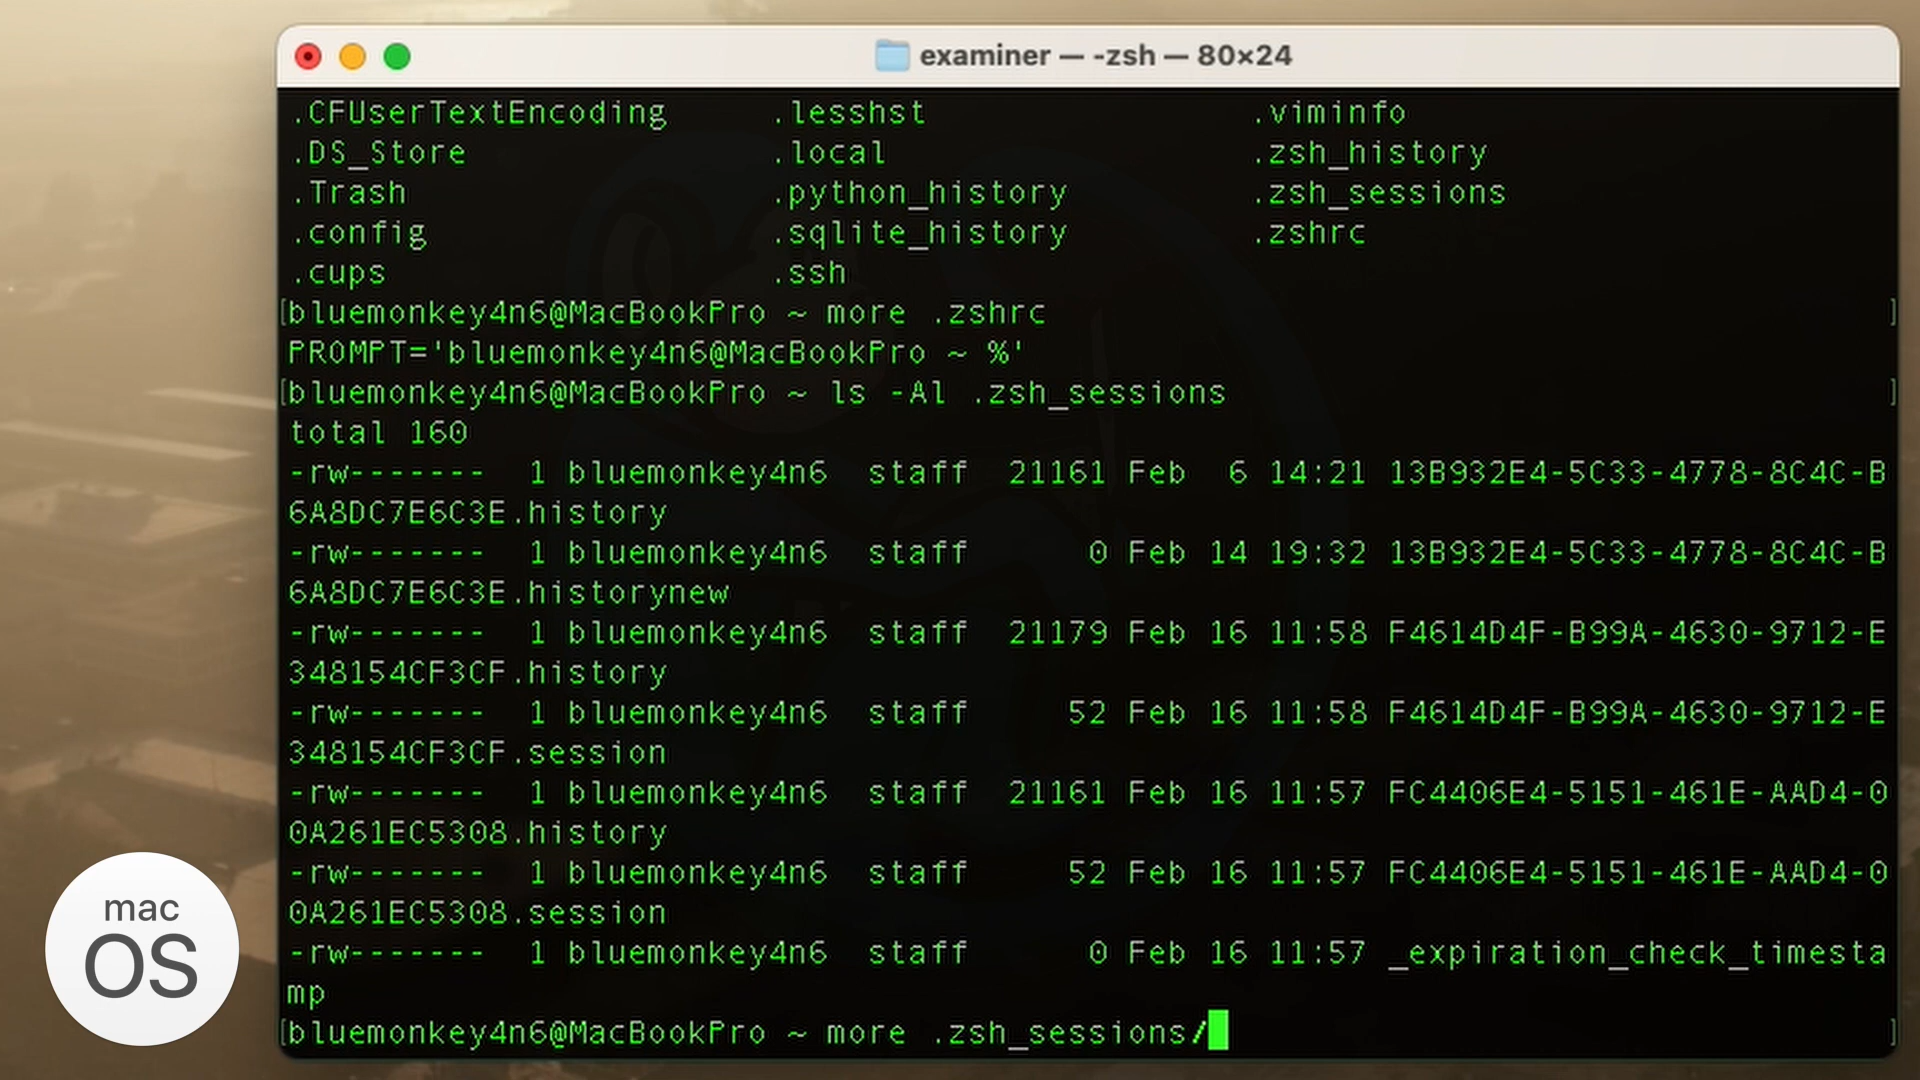 examiner — -zsh — 80×24
.CFUserTextEncoding .lesshst .viminfo
.DS_Store .local .zsh_history
.Trash .python_history .zsh_sessions
.config .sqlite_history .zshrc
.cups .ssh
[bluemonkey4n6@MacBookPro ~ more .zshrc ]
PROMPT='bluemonkey4n6@MacBookPro ~ %'
[bluemonkey4n6@MacBookPro ~ ls -Al .zsh_sessions ]
total 160
-rw------- 1 bluemonkey4n6 staff 21161 Feb 6 14:21 13B932E4-5C33-4778-8C4C-B
6A8DC7E6C3E.history
-rw------- 1 bluemonkey4n6 staff 0 Feb 14 19:32 13B932E4-5C33-4778-8C4C-B
6A8DC7E6C3E.historynew
-rw------- 1 bluemonkey4n6 staff 21179 Feb 16 11:58 F4614D4F-B99A-4630-9712-E
348154CF3CF.history
-rw------- 1 bluemonkey4n6 staff 52 Feb 16 11:58 F4614D4F-B99A-4630-9712-E
348154CF3CF.session
-rw------- 1 bluemonkey4n6 staff 21161 Feb 16 11:57 FC4406E4-5151-461E-AAD4-0
0A261EC5308.history
-rw------- 1 bluemonkey4n6 staff 52 Feb 16 11:57 FC4406E4-5151-461E-AAD4-0
0A261EC5308.session
-rw------- 1 bluemonkey4n6 staff 0 Feb 16 11:57 _expiration_check_timesta
mp
[bluemonkey4n6@MacBookPro ~ more .zsh_sessions/ ]
mac
OS